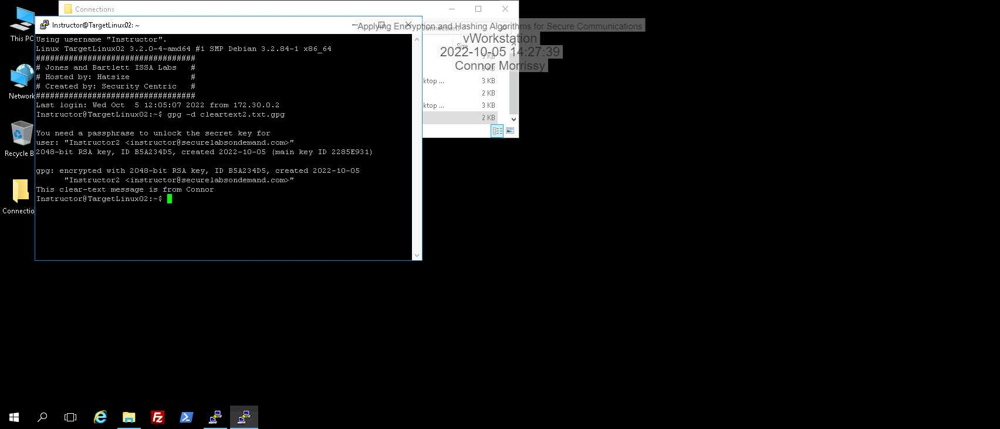 This PC
Network
Recycle B
Connectio
Connections
Instructor@TargetLinux02: ~
Using username "Instructor".
Linux TargetLinux02 3.2.0-4-amd64 #1 SMP Debian 3.2.84-1 x86_64
##################################
# Jones and Bartlett ISSA Labs   #
# Hosted by: Hatsize             #
# Created by: Security Centric   #
##################################
Last login: Wed Oct  5 12:05:07 2022 from 172.30.0.2
Instructor@TargetLinux02:~$ gpg -d cleartext2.txt.gpg
You need a passphrase to unlock the secret key for
user: "Instructor2 <instructor@securelabsondemand.com>"
2048-bit RSA key, ID B5A234D5, created 2022-10-05 (main key ID 2285E931)
gpg: encrypted with 2048-bit RSA key, ID B5A234D5, created 2022-10-05
"Instructor2 <instructor@securelabsondemand.com>"
This clear-text message is from Connor
Instructor@TargetLinux02:~$
Applying Encryption and Hashing Algorithms for Secure Communications
vWorkstation
2022-10-05 14:27:39
Connor Morrissy
Size
ktop ... 3 KB
2 KB
ktop ... 3 KB
2 KB